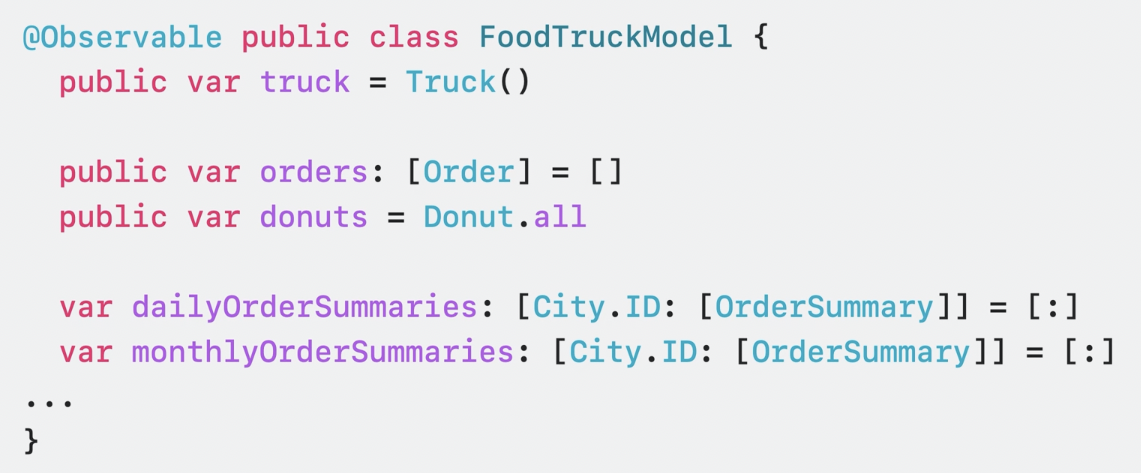 @Observable public class FoodTruckModel {
  public var truck = Truck()
  public var orders: [Order] = []
  public var donuts = Donut.all
  var dailyOrderSummaries: [City.ID: [OrderSummary]] = [:]
  var monthlyOrderSummaries: [City.ID: [OrderSummary]] = [:]
...
}